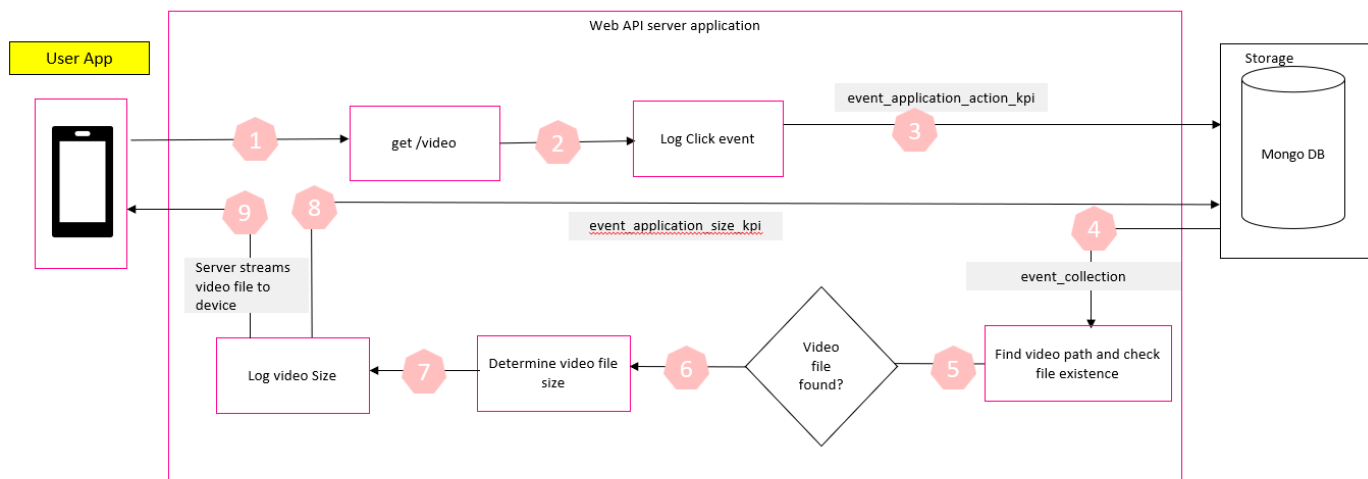 Web API server application
User App
Storage
event_application_action_kpi
1
get /video
2
Log Click event
3
Mongo DB
9
8
event_application_size_kpi
4
Server streams
video file to
device
event_collection
Log video Size
7
Determine video file
size
6
Video
file
found?
5
Find video path and check
file existence